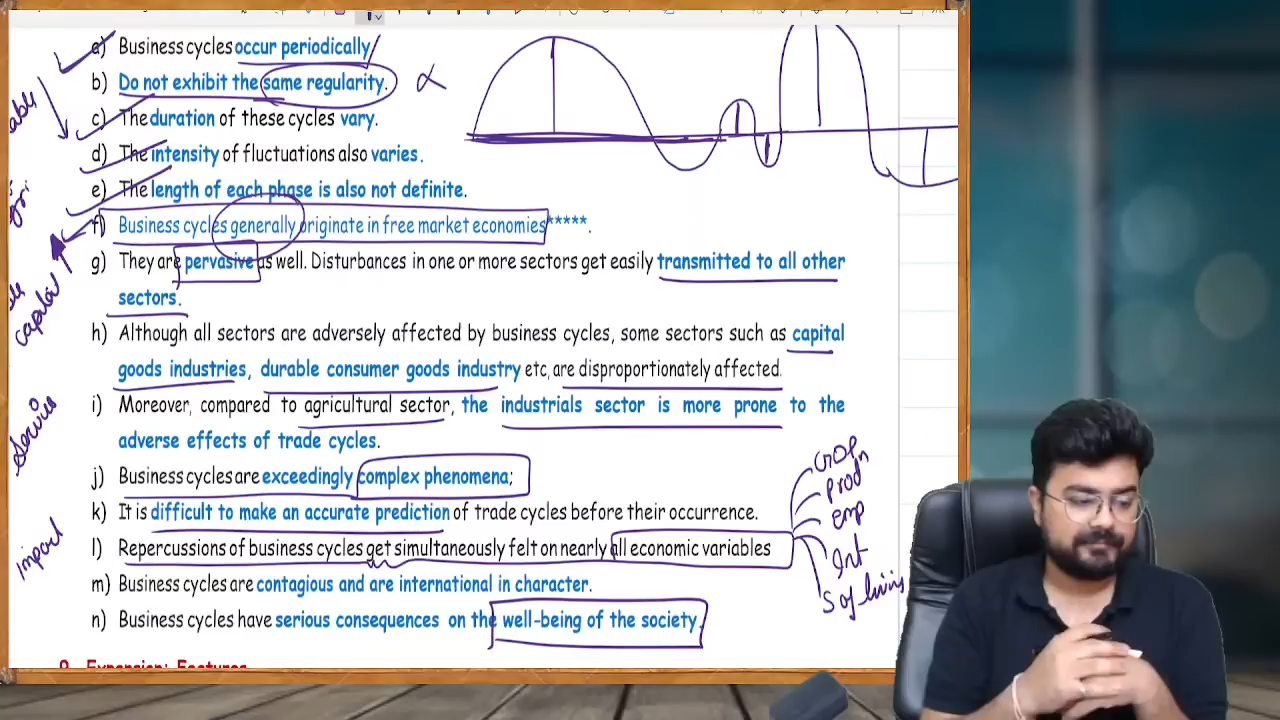 a) Business cycles occur periodically
b) Do not exhibit the same regularity.
c) The duration of these cycles vary.
d) The intensity of fluctuations also varies.
e) The length of each phase is also not definite.
f) Business cycles generally originate in free market economies*****.
g) They are pervasive as well. Disturbances in one or more sectors get easily transmitted to all other
sectors.
h) Although all sectors are adversely affected by business cycles, some sectors such as capital
goods industries, durable consumer goods industry etc, are disproportionately affected.
i) Moreover, compared to agricultural sector, the industrials sector is more prone to the
adverse effects of trade cycles.
j) Business cycles are exceedingly complex phenomena;
k) It is difficult to make an accurate prediction of trade cycles before their occurrence.
l) Repercussions of business cycles get simultaneously felt on nearly all economic variables
m) Business cycles are contagious and are international in character.
n) Business cycles have serious consequences on the well-being of the society.
9. Expansion: Features
able
capital
Servis
impact
Prod
emp
Int
S of living